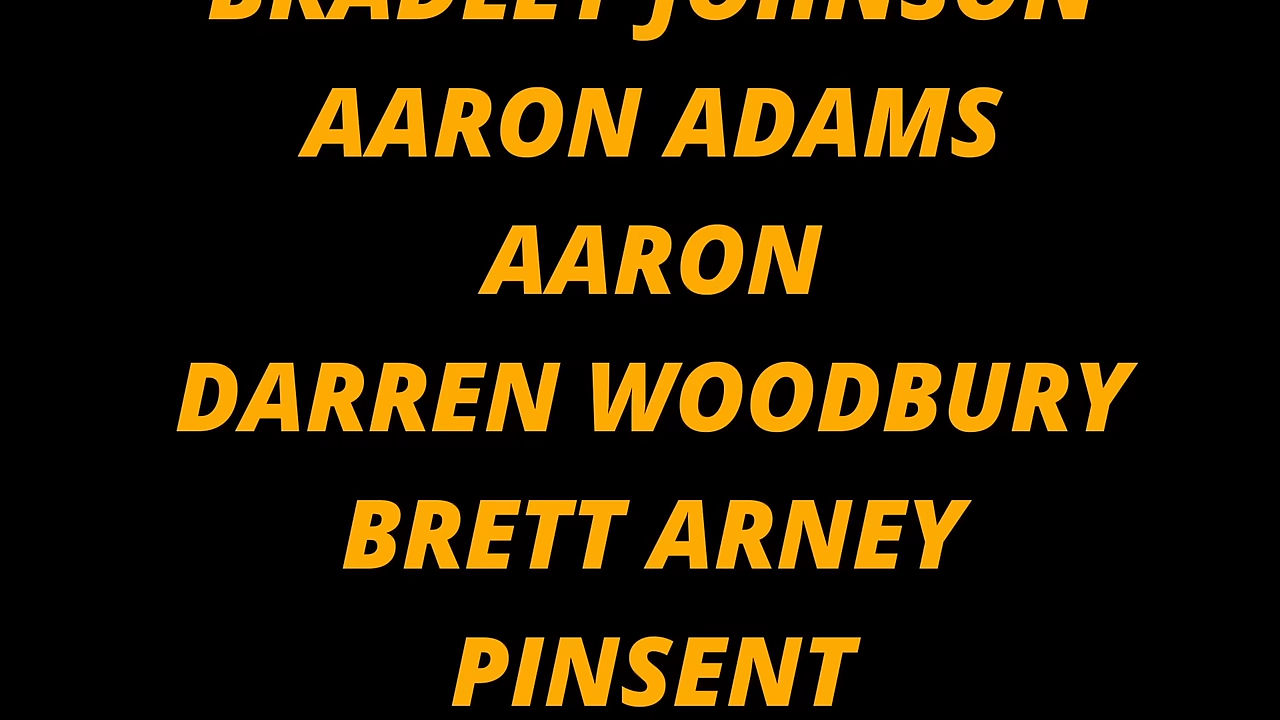 BRADLEY JOHNSON
AARON ADAMS
AARON
DARREN WOODBURY
BRETT ARNEY
PINSENT